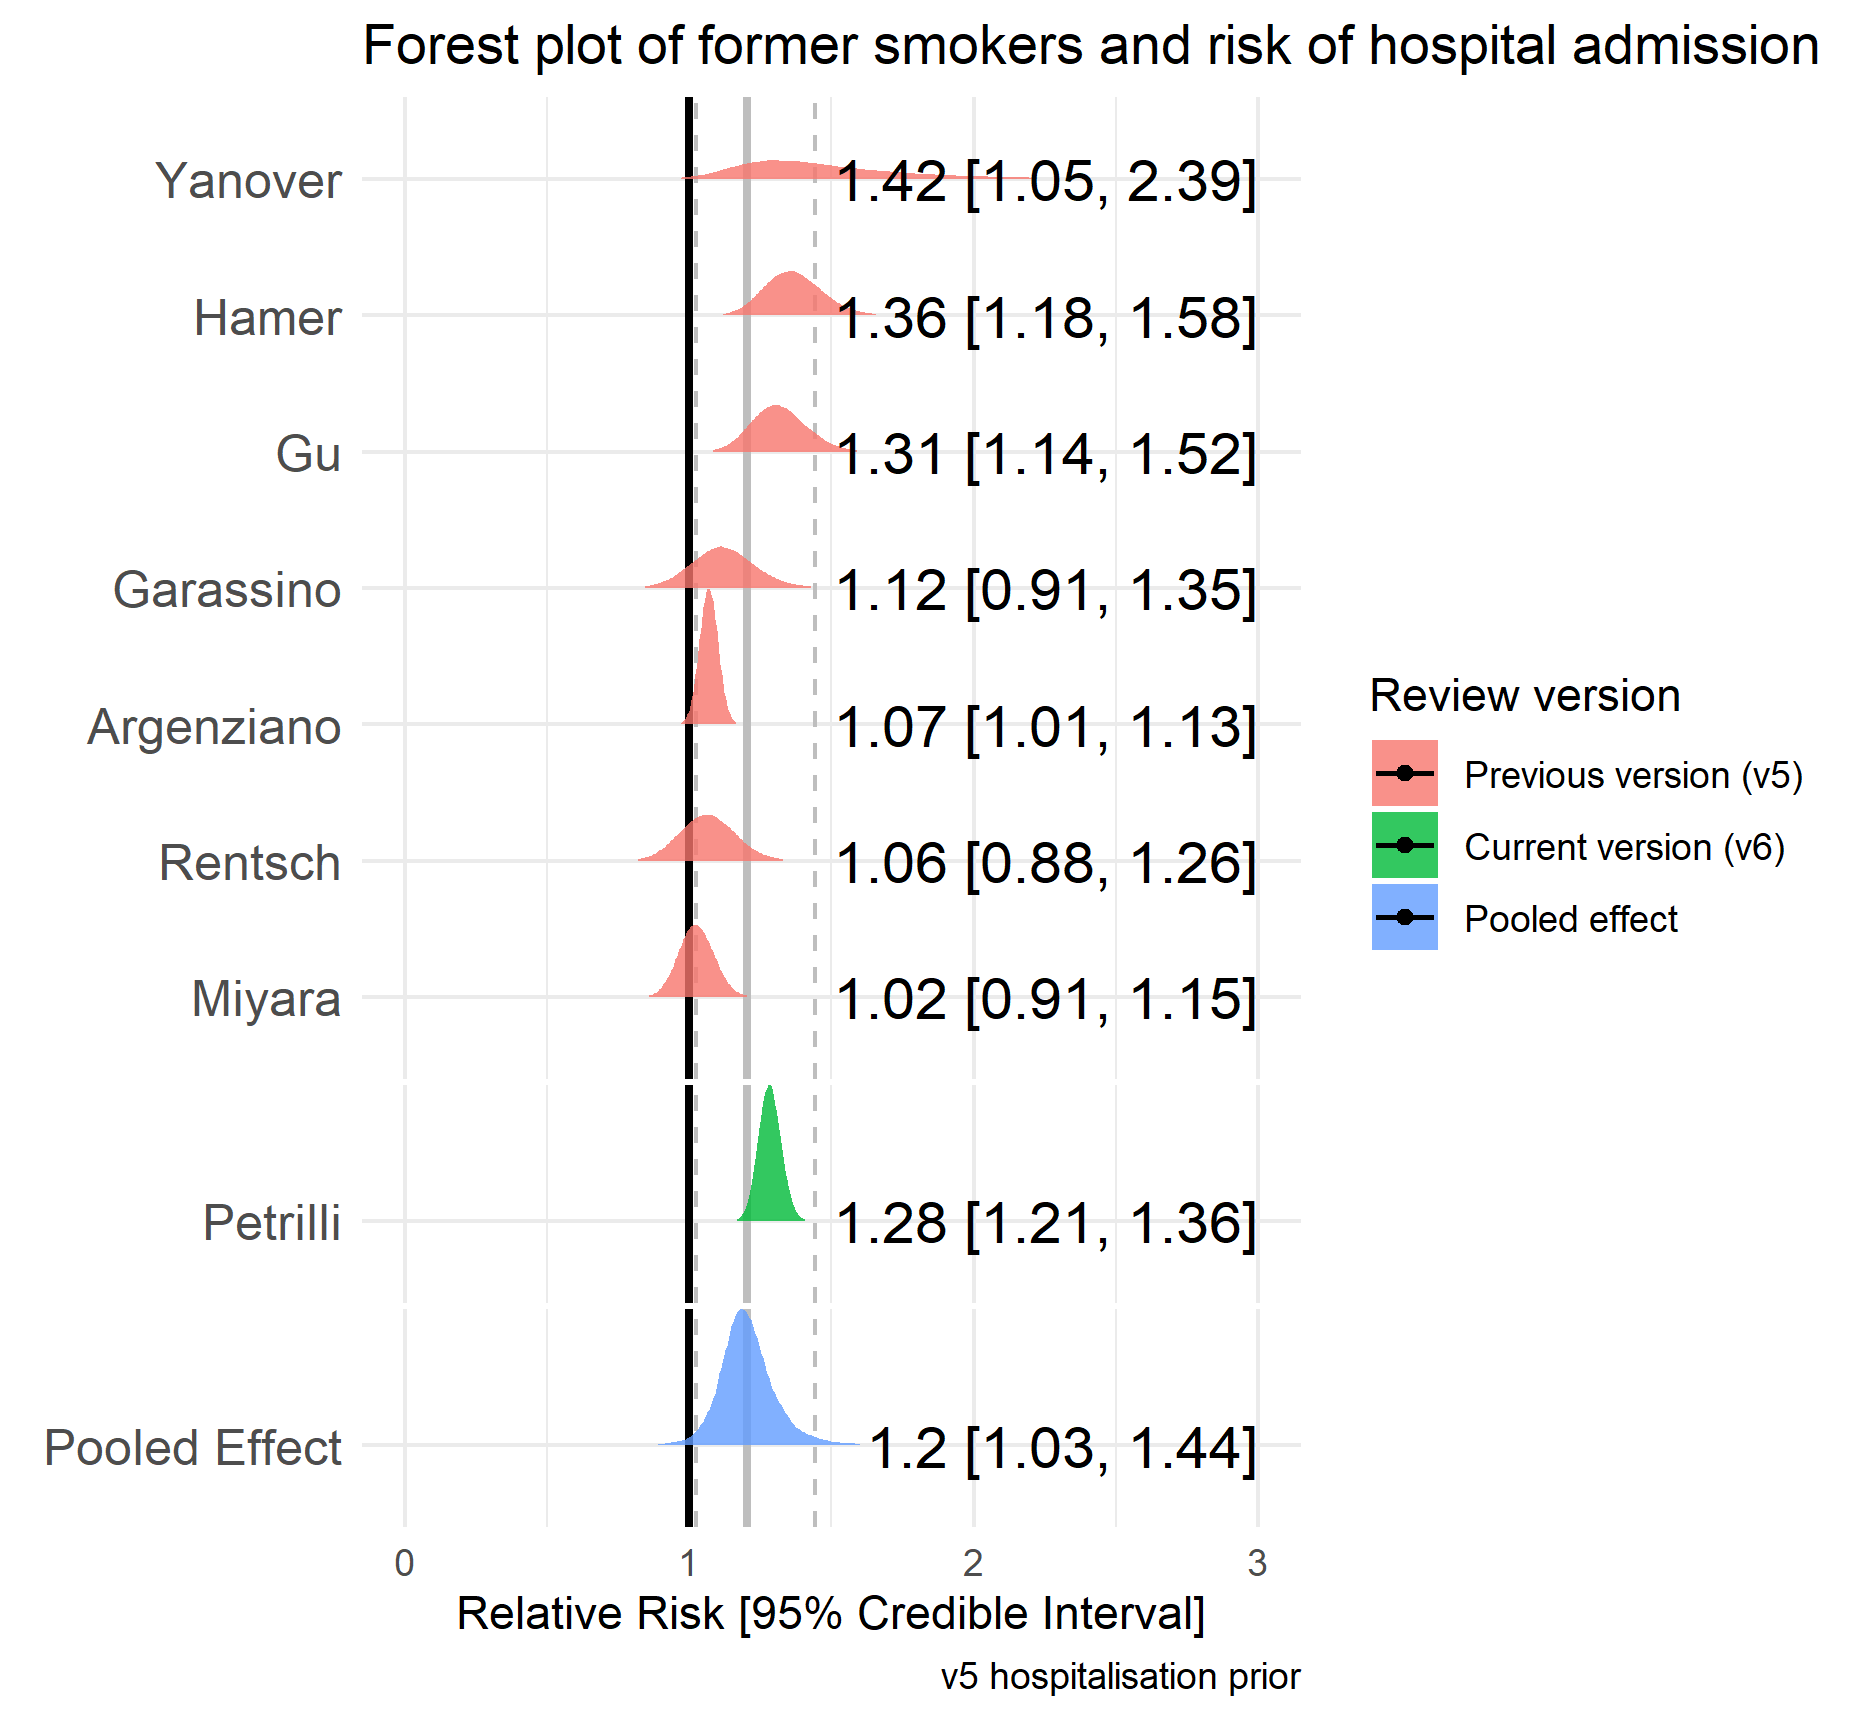 Forest plot of former smokers and risk of hospital admission
Yanover 1.42 [1.05, 2.39]
Hamer 1.36 [1.18, 1.58]
Gu 1.31 [1.14, 1.52]
Garassino 1.12 [0.91, 1.35]
Argenziano 1.07 [1.01, 1.13]
Rentsch 1.06 [0.88, 1.26]
Miyara 1.02 [0.91, 1.15]
Petrilli 1.28 [1.21, 1.36]
Pooled Effect 1.2 [1.03, 1.44]
0 1 2 3
Relative Risk [95% Credible Interval]
v5 hospitalisation prior
Review version
Previous version (v5)
Current version (v6)
Pooled effect